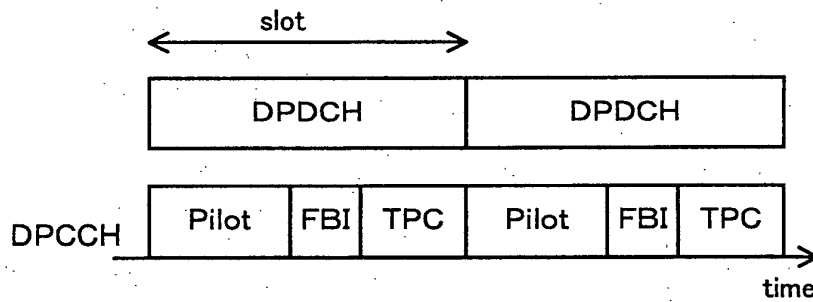 slot
DPDCH DPDCH
DPCCH Pilot FBI TPC Pilot FBI TPC
time